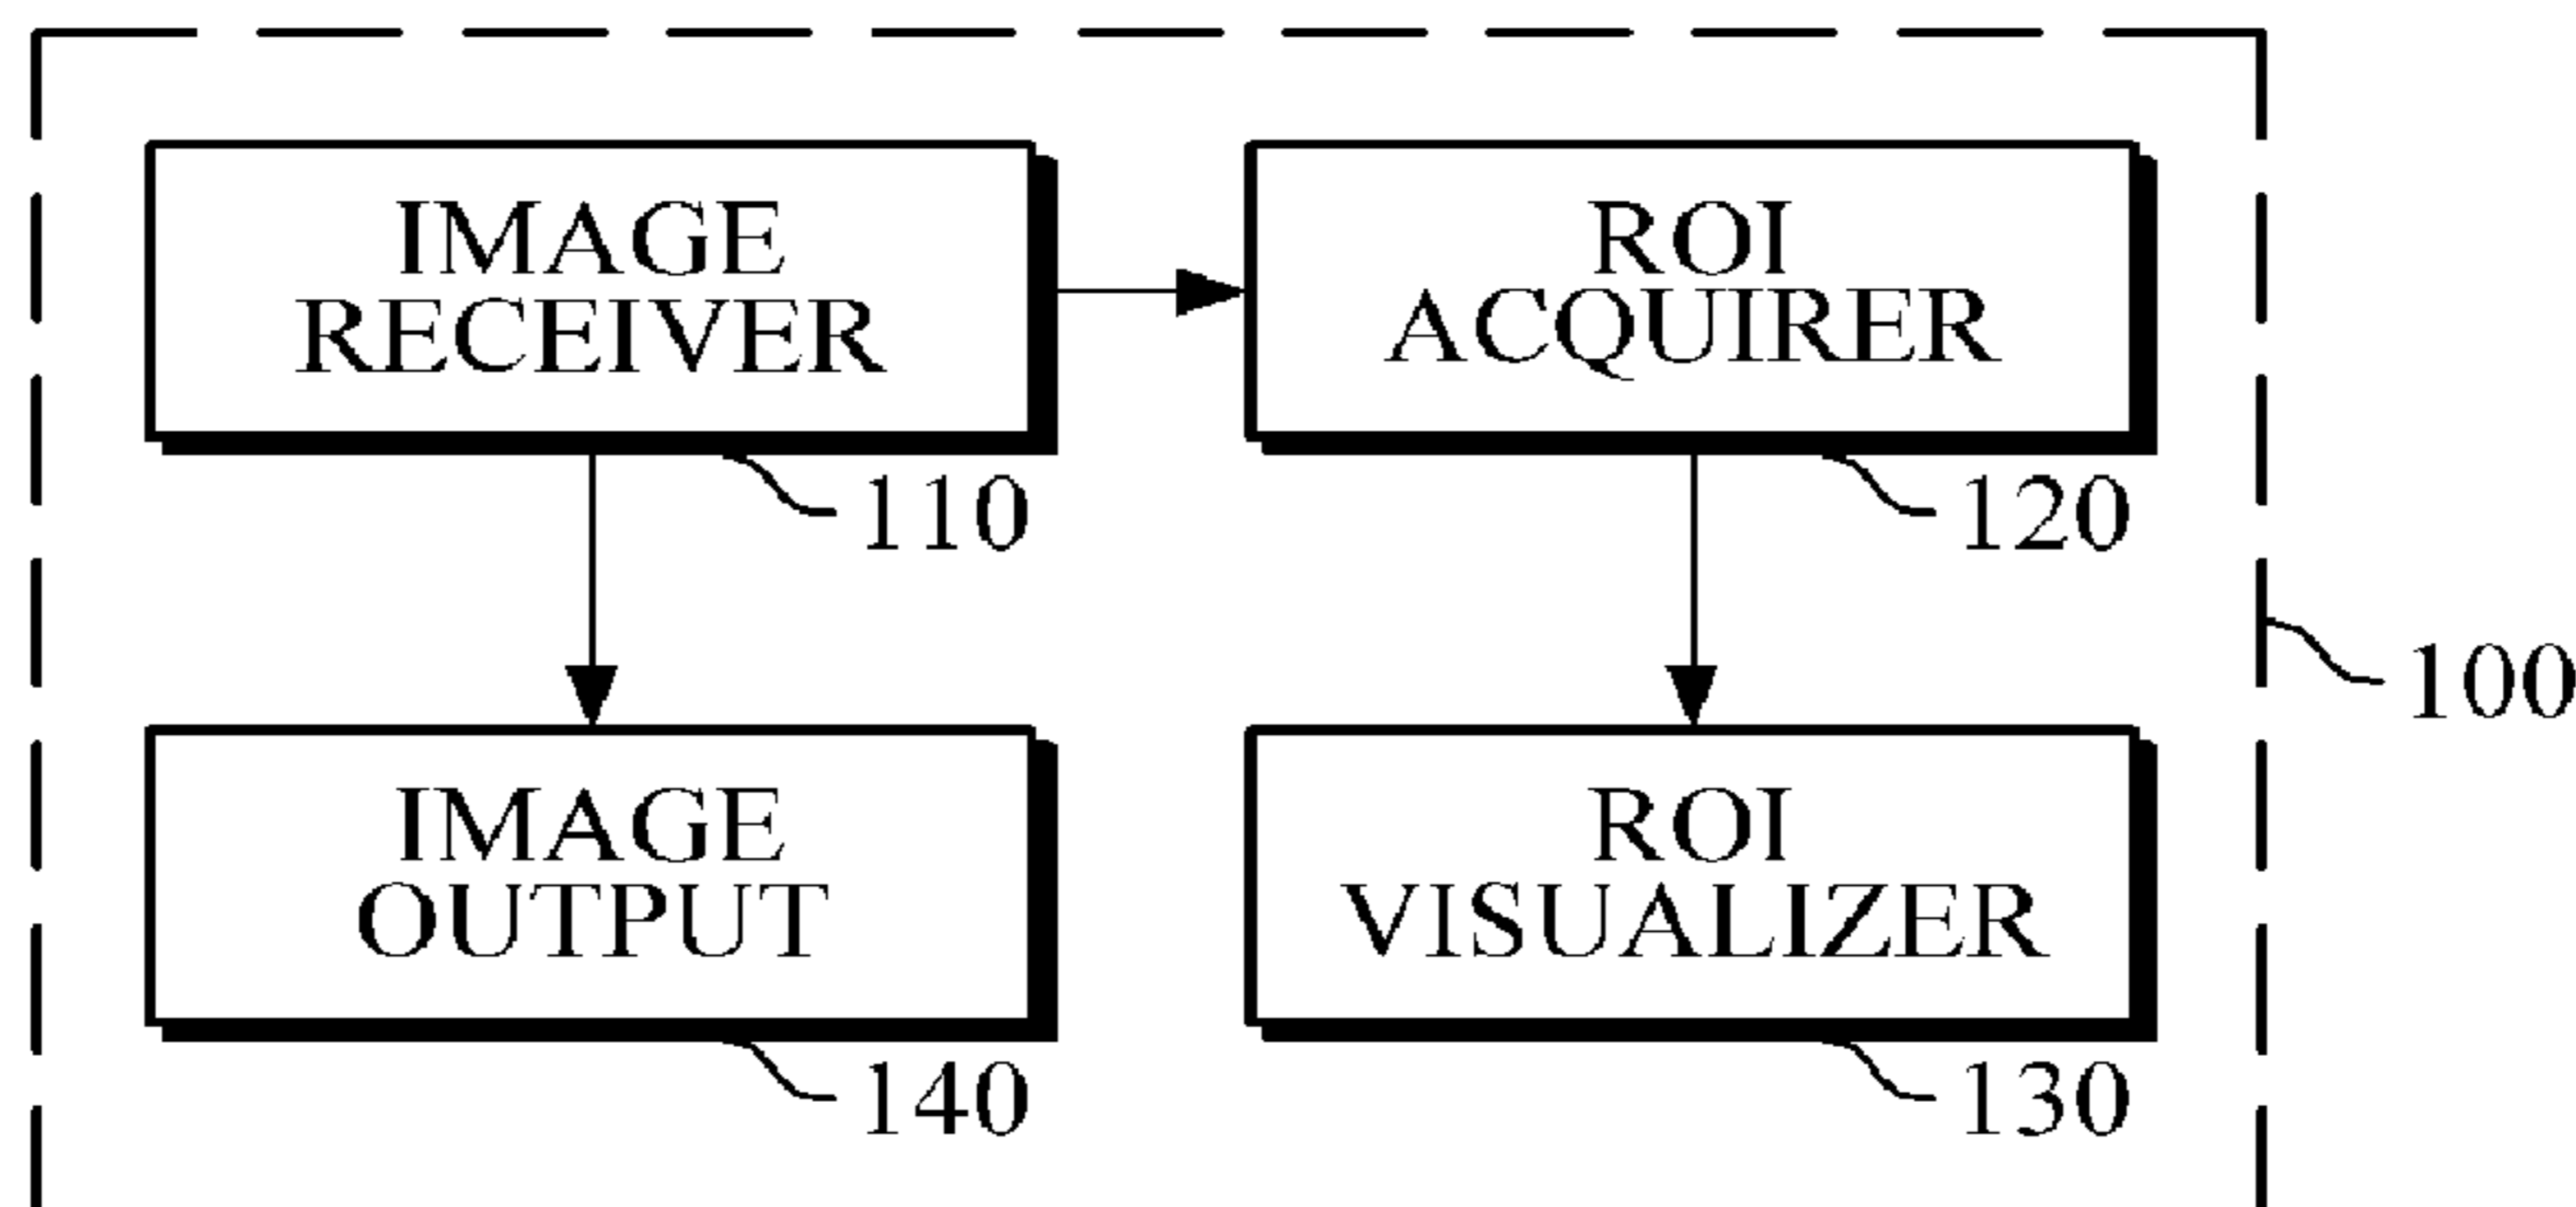 IMAGE
RECEIVER
110
ROI
ACQUIRER
120
100
IMAGE
OUTPUT
140
ROI
VISUALIZER
130